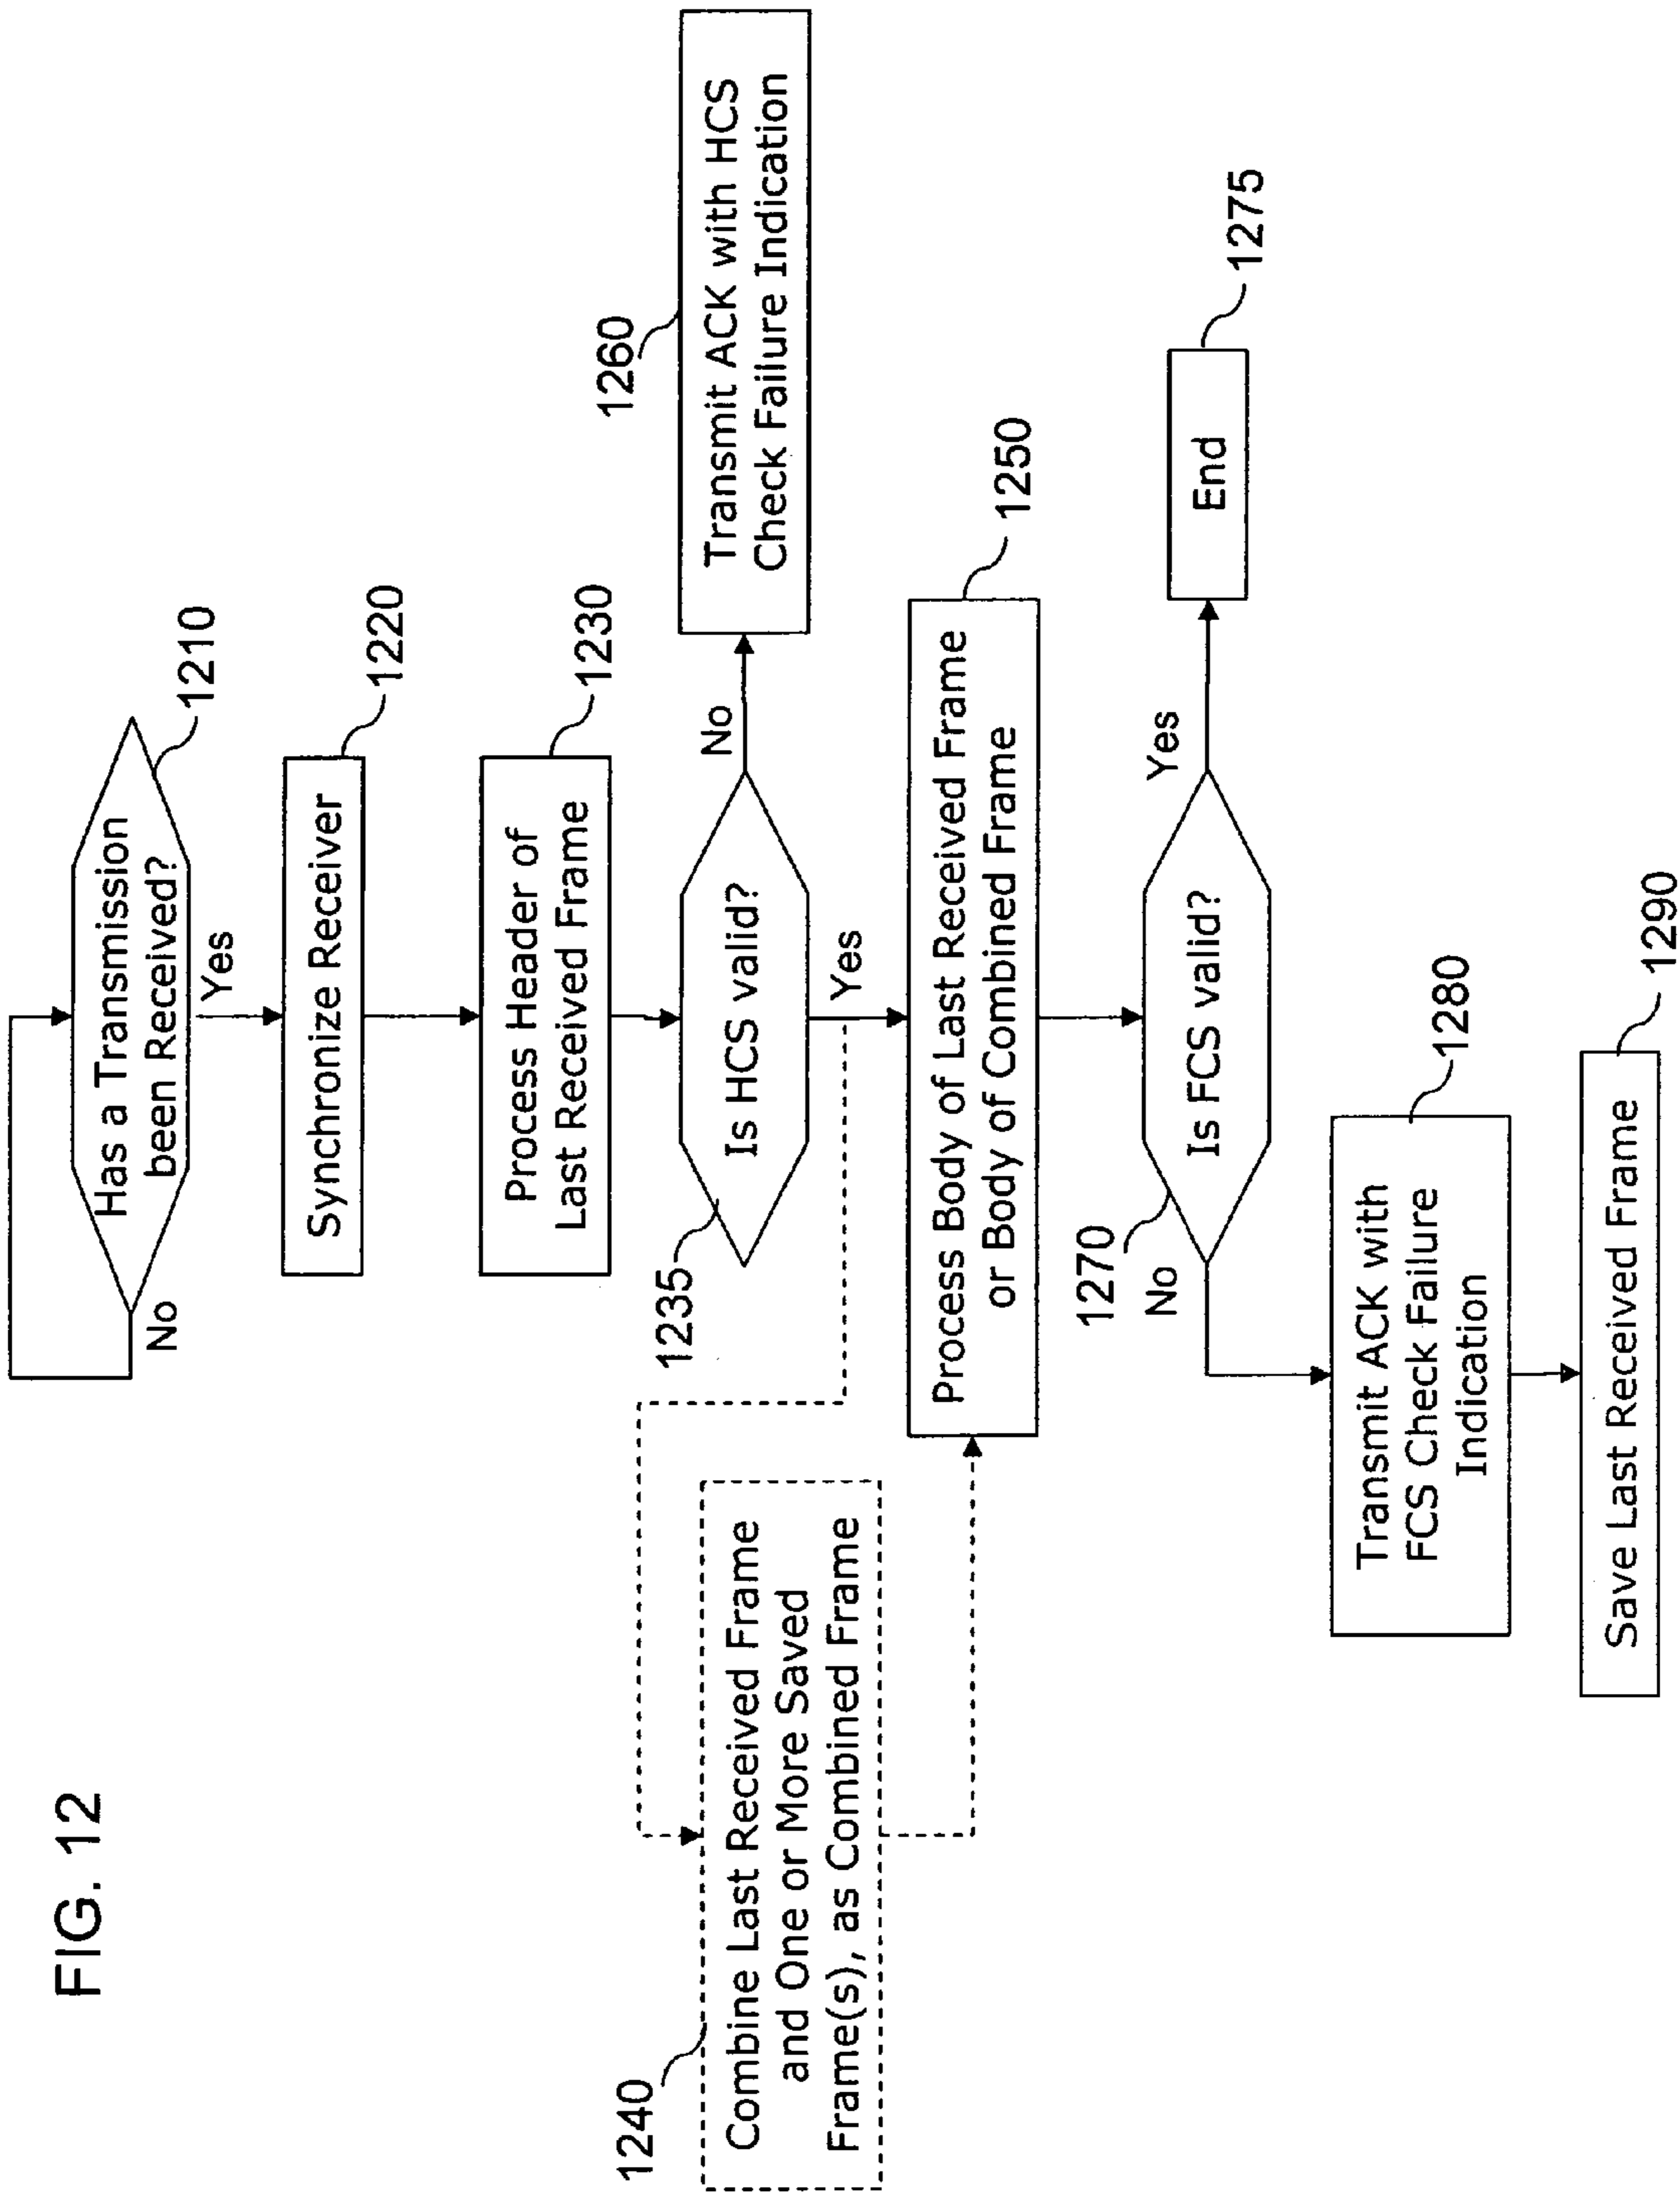 FIG. 12
Has a Transmission
been Received?
1210
No
Yes
Synchronize Receiver
1220
Process Header of
Last Received Frame
1230
1235
Is HCS valid?
No
Yes
1260
Transmit ACK with HCS
Check Failure Indication
1240
Combine Last Received Frame
and One or More Saved
Frame(s), as Combined Frame
Process Body of Last Received Frame
or Body of Combined Frame
1250
1270
Is FCS valid?
No
Yes
End
1275
Transmit ACK with
FCS Check Failure
Indication
1280
Save Last Received Frame
1290